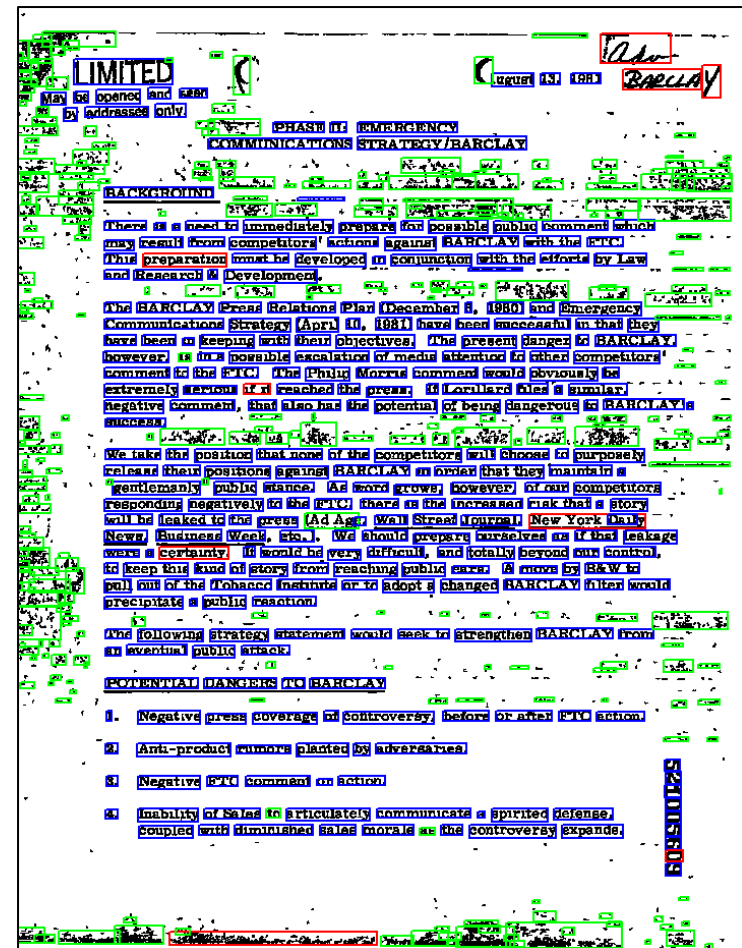 LIMITED
May be opened and seen
by addressee only.
August 13, 1981
adv
BARCLAY
PHASE II: EMERGENCY
COMMUNICATIONS STRATEGY/BARCLAY
BACKGROUND
There is a need to immediately prepare for possible public comment which
may result from competitors' actions against BARCLAY with the FTC.
This preparation must be developed in conjunction with the efforts by Law
and Research & Development.
The BARCLAY Press Relations Plan (December 8, 1980) and Emergency
Communications Strategy (April 10, 1981) have been successful in that they
have been in keeping with their objectives. The present danger to BARCLAY,
however, is in a possible escalation of media attention to other competitors'
comment to the FTC. The Philip Morris comment would obviously be
extremely serious if it reached the press. If Lorillard files a similar,
negative comment, that also has the potential of being dangerous to BARCLAY's
success.
We take the position that none of the competitors will choose to purposely
release their positions against BARCLAY in order that they maintain a
"gentlemanly" public stance. As word grows, however, of our competitors
responding negatively to the FTC, there is the increased risk that a story
will be leaked to the press (Ad Age, Wall Street Journal, New York Daily
News, Business Week, etc.). We should prepare ourselves as if that leakage
were a certainty. It would be very difficult, and totally beyond our control,
to keep this kind of story from reaching public ears. A move by B&W to
pull out of the Tobacco Institute or to adopt a changed BARCLAY filter would
precipitate a public reaction.
The following strategy statement would seek to strengthen BARCLAY from
an eventual public attack.
POTENTIAL DANGERS TO BARCLAY
1. Negative press coverage of controversy, before or after FTC action.
2. Anti-product rumors planted by adversaries.
3. Negative FTC comment or action.
4. Inability of Sales to articulately communicate a spirited defense,
coupled with diminished sales morale as the controversy expands.